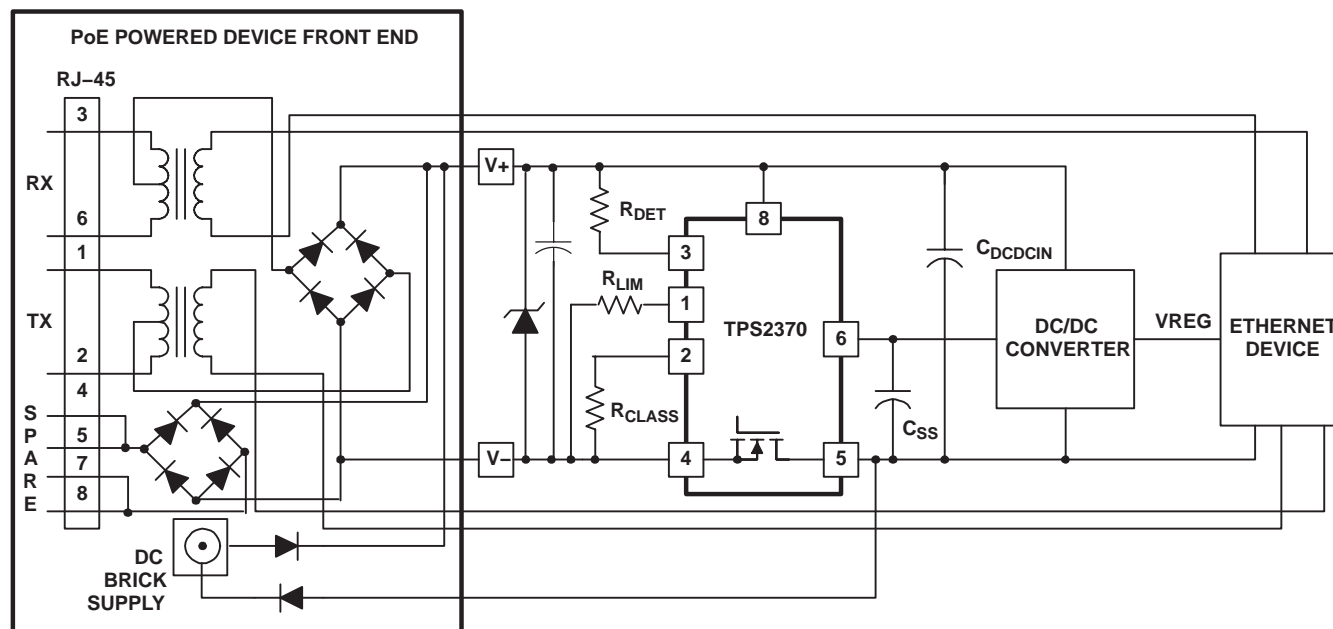 PoE POWERED DEVICE FRONT END
RJ–45
3
RX
6
1
TX
2
4
SPARE
5
7
8
DC
BRICK
SUPPLY
V+
V–
RDET
RLIM
RCLASS
3
1
2
4
8
TPS2370
6
5
CDCDCIN
CSS
DC/DC
CONVERTER
VREG
ETHERNET
DEVICE